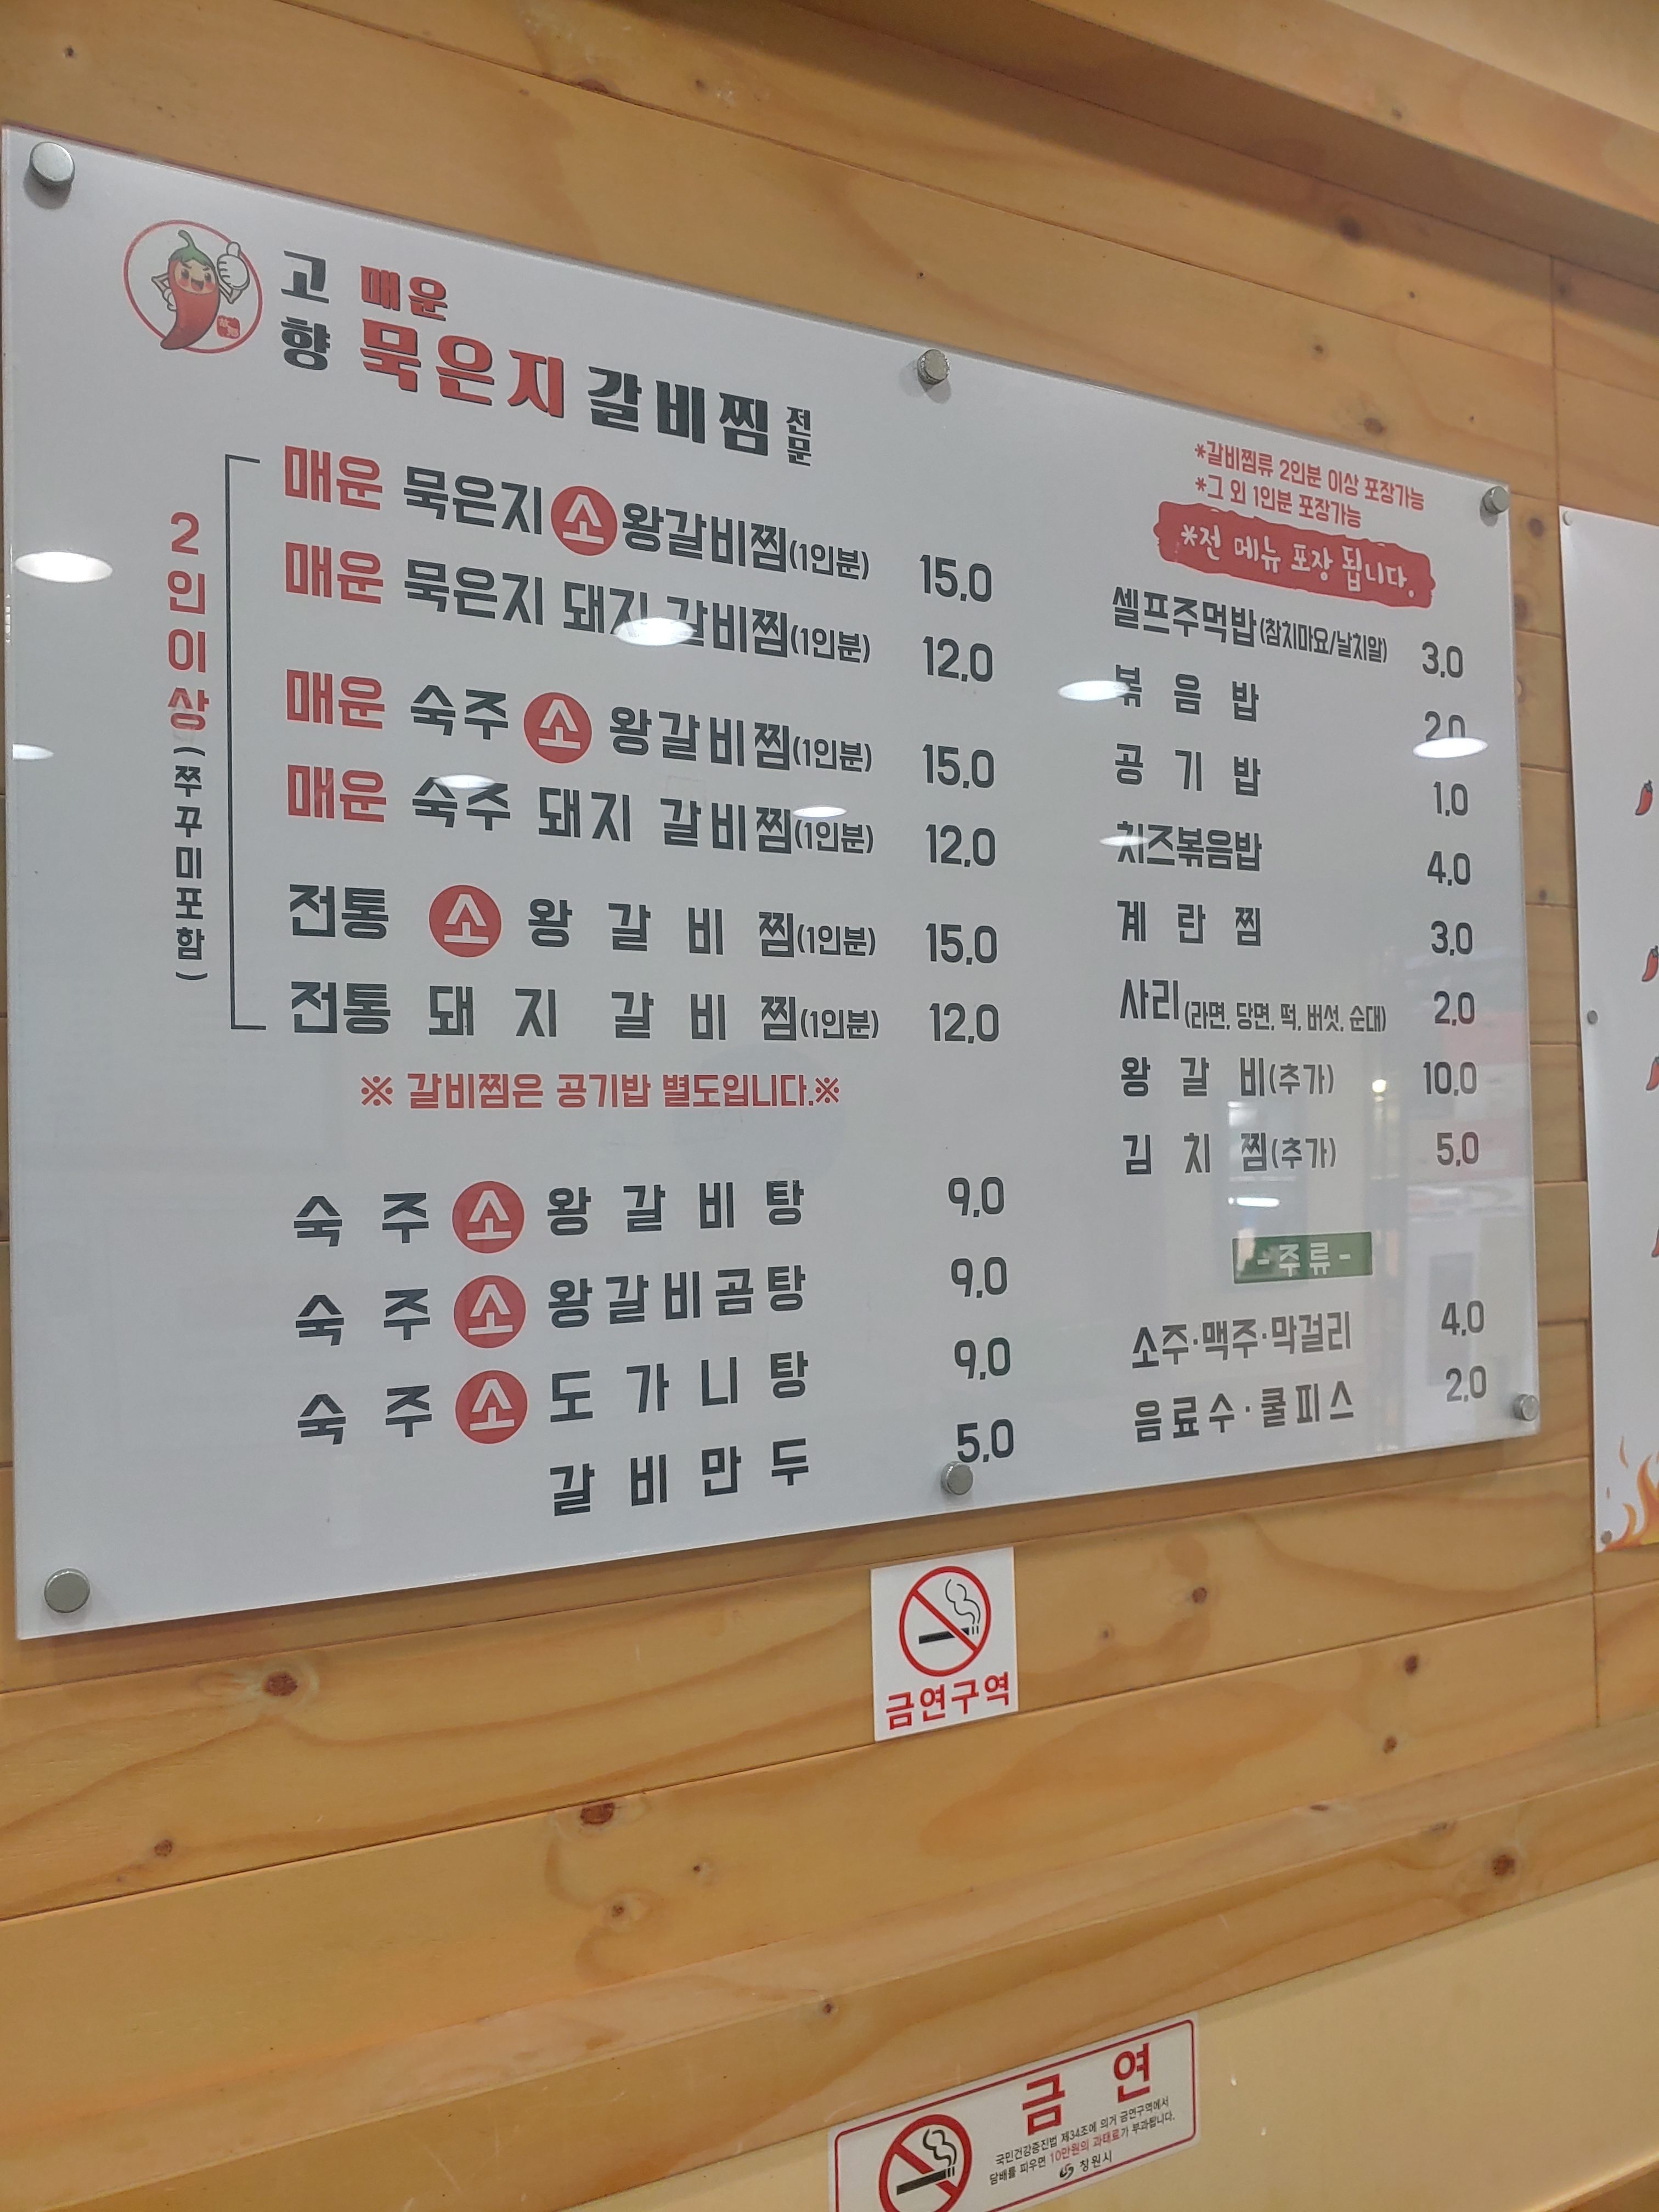 고향 매운 묵은지 갈비찜 전문
2인이상(쭈꾸미포함)
매운 묵은지 소 왕갈비찜(1인분) 15.0
매운 묵은지 돼지 갈비찜(1인분) 12.0
매운 숙주 소 왕갈비찜(1인분) 15.0
매운 숙주 돼지 갈비찜(1인분) 12.0
전통 소 왕갈비찜(1인분) 15.0
전통 돼지갈비찜(1인분) 12.0
※ 갈비찜은 공기밥 별도입니다.※
숙주 소 왕갈비탕 9.0
숙주 소 왕갈비곰탕 9.0
숙주 소 도가니탕 9.0
갈비만두 5.0
*갈비찜류 2인분 이상 포장가능
*그 외 1인분 포장가능
*전 메뉴 포장 됩니다.
셀프주먹밥(참치마요/날치알) 3.0
볶음밥 2.0
공기밥 1.0
치즈볶음밥 4.0
계란찜 3.0
사리(라면, 당면, 떡, 버섯, 순대) 2.0
왕갈비(추가) 10.0
김치찜(추가) 5.0
-주류-
소주·맥주·막걸리 4.0
음료수·쿨피스 2.0
금연구역
금연
국민건강증진법 제34조에 의거 금연구역에서
담배를 피우면 10만원의 과태료가 부과됩니다.
창원시